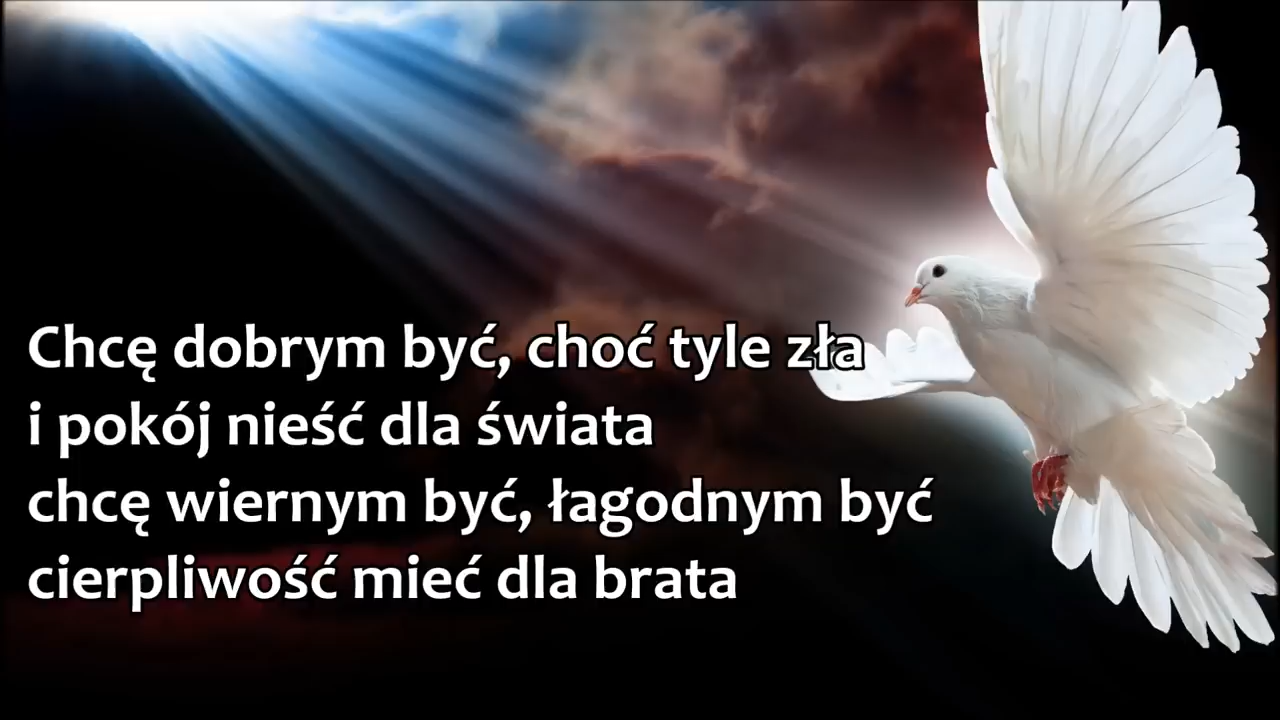 Chcę dobrym być, choć tyle zła
i pokój nieść dla świata
chcę wiernym być, łagodnym być
cierpliwość mieć dla brata